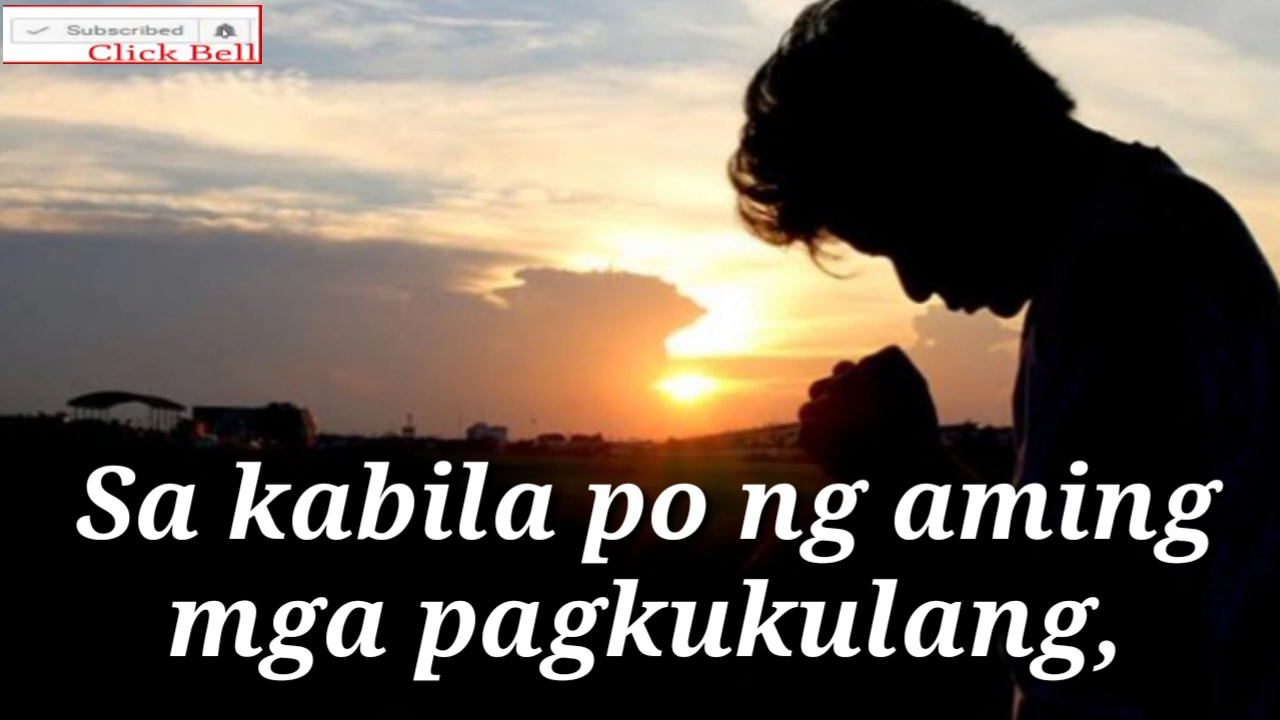 Subscribed
Click Bell
Sa kabila po ng aming
mga pagkukulang,